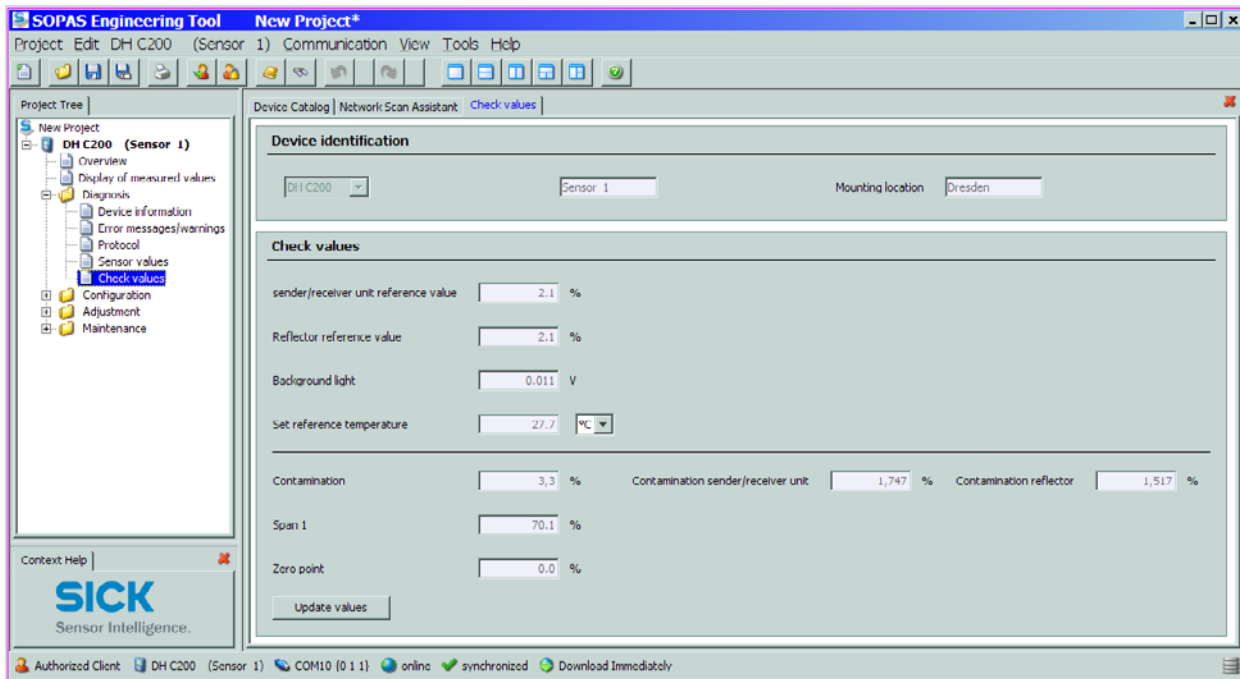 SOPAS Engineering Tool New Project*
Project Edit DH C200 (Sensor 1) Communication View Tools Help
Project Tree
New Project
DH C200 (Sensor 1)
Overview
Display of measured values
Diagnosis
Device information
Error messages/warnings
Protocol
Sensor values
Check values
Configuration
Adjustment
Maintenance
Context Help
SICK
Sensor Intelligence.
Device Catalog Network Scan Assistant Check values
Device identification
DH C200 Sensor 1 Mounting location Dresden
Check values
sender/receiver unit reference value 2.1 %
Reflector reference value 2.1 %
Background light 0.011 V
Set reference temperature 27.7 °C
Contamination 3,3 % Contamination sender/receiver unit 1,747 % Contamination reflector 1,517 %
Span 1 70.1 %
Zero point 0.0 %
Update values
Authorized Client DH C200 (Sensor 1) COM10 {0 1 1} online synchronized Download Immediately